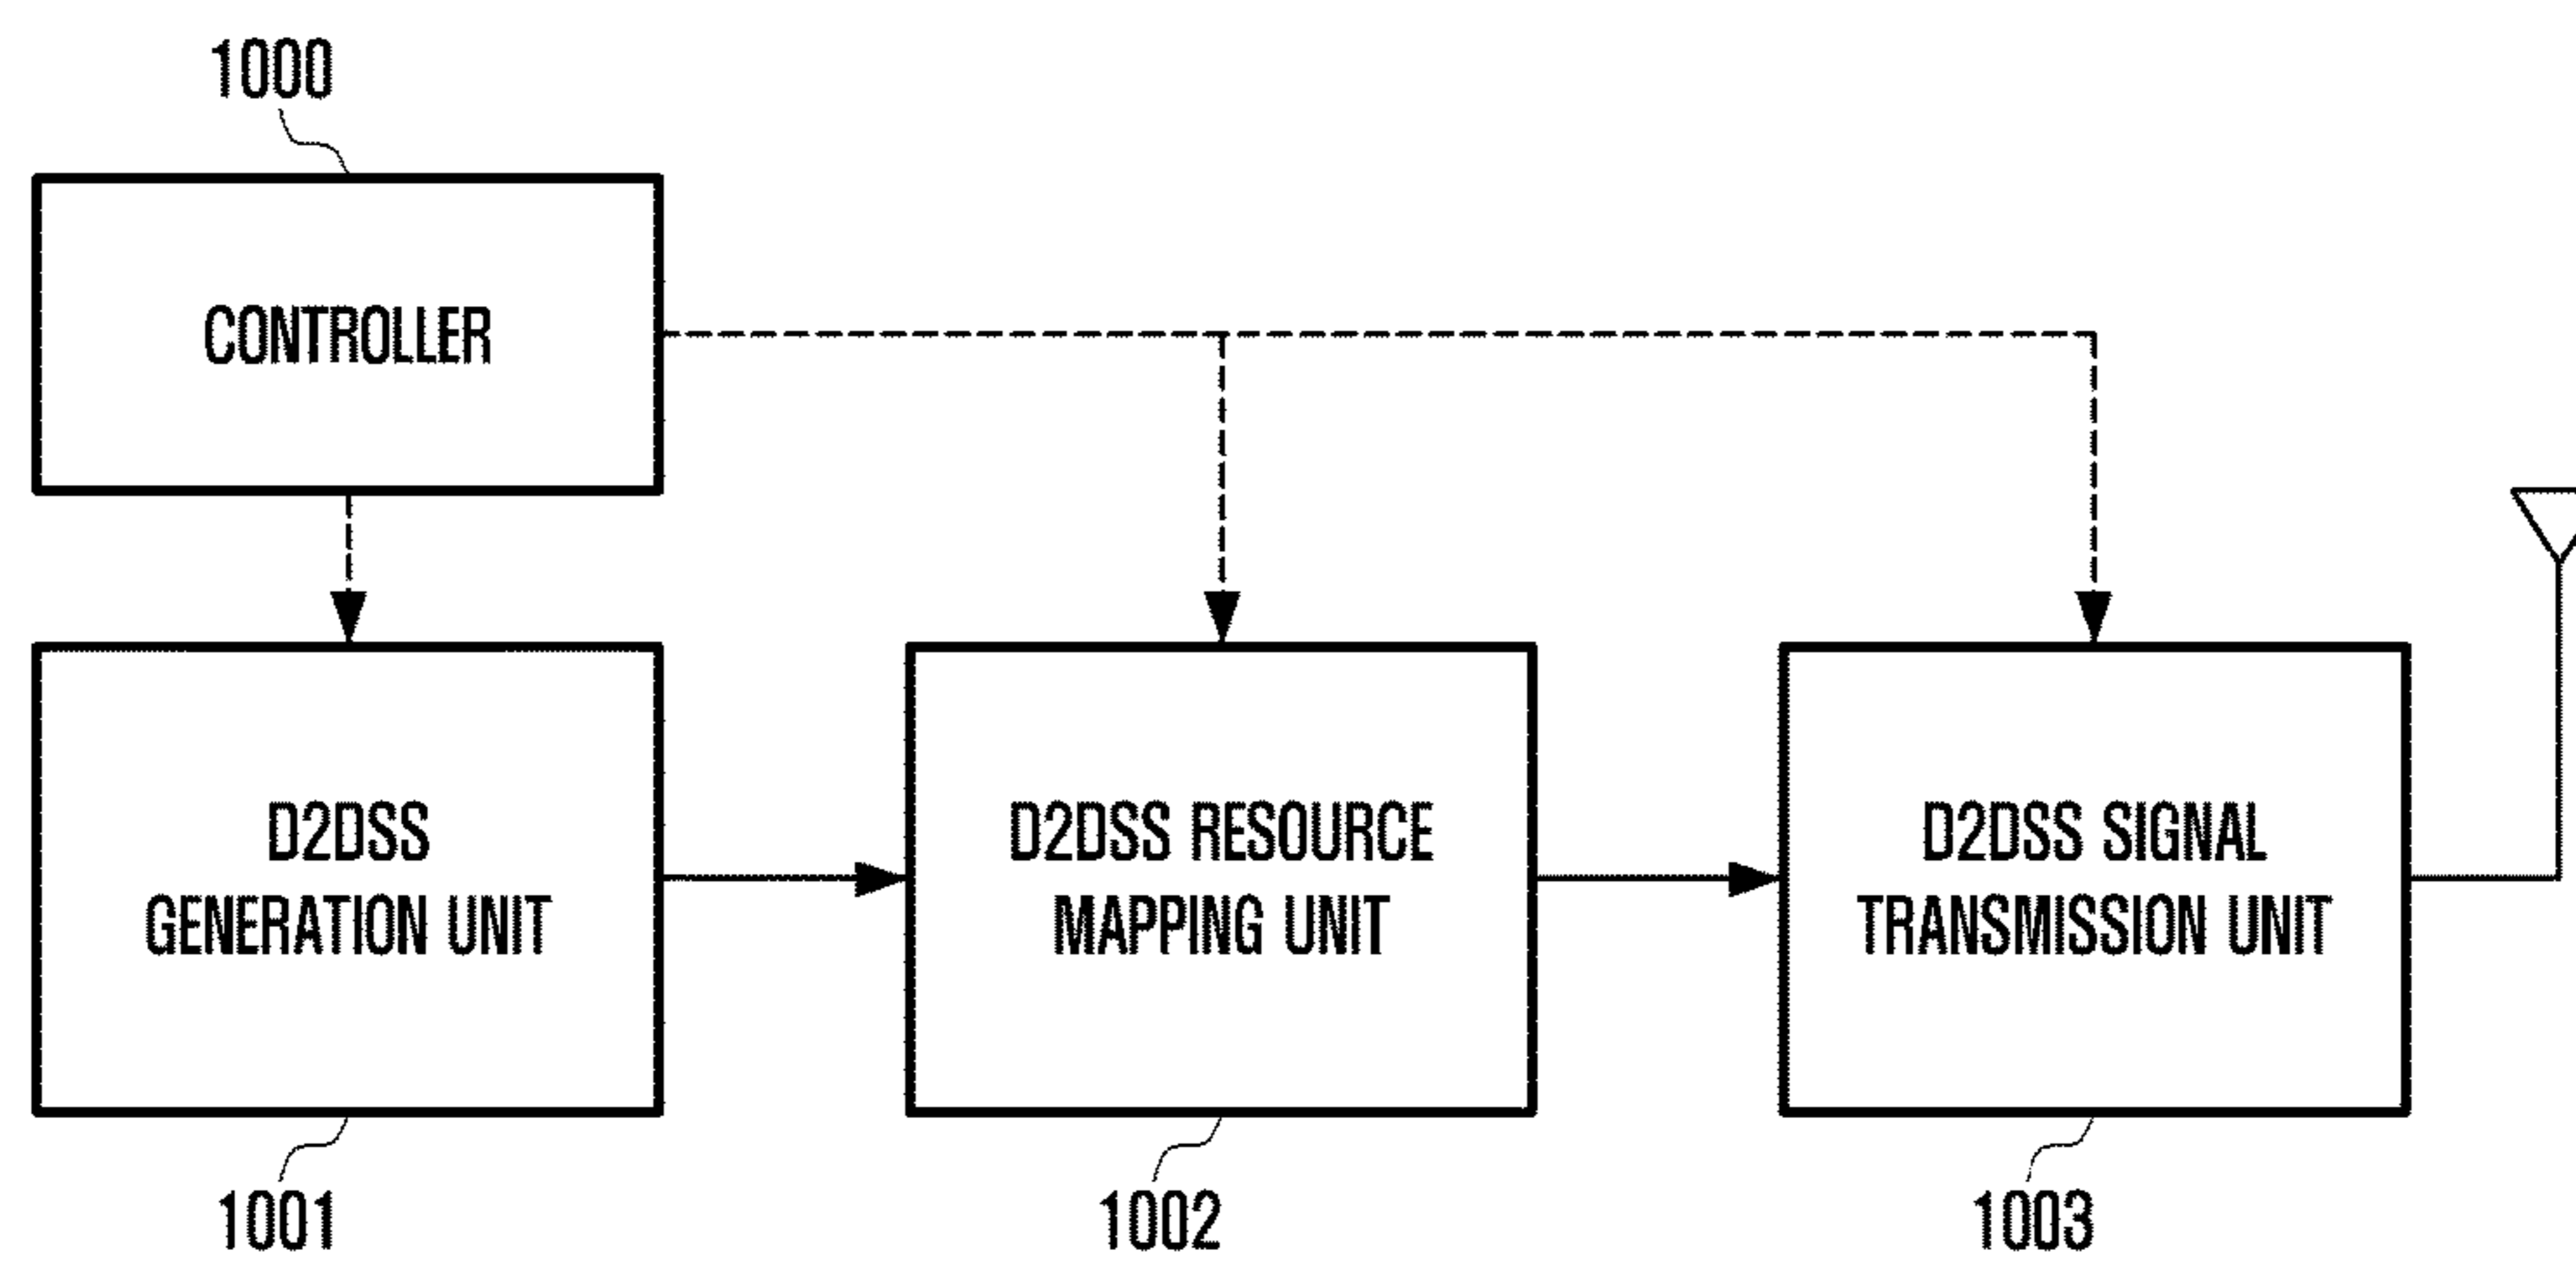 1000
CONTROLLER
D2DSS
GENERATION UNIT
D2DSS RESOURCE
MAPPING UNIT
D2DSS SIGNAL
TRANSMISSION UNIT
1001
1002
1003